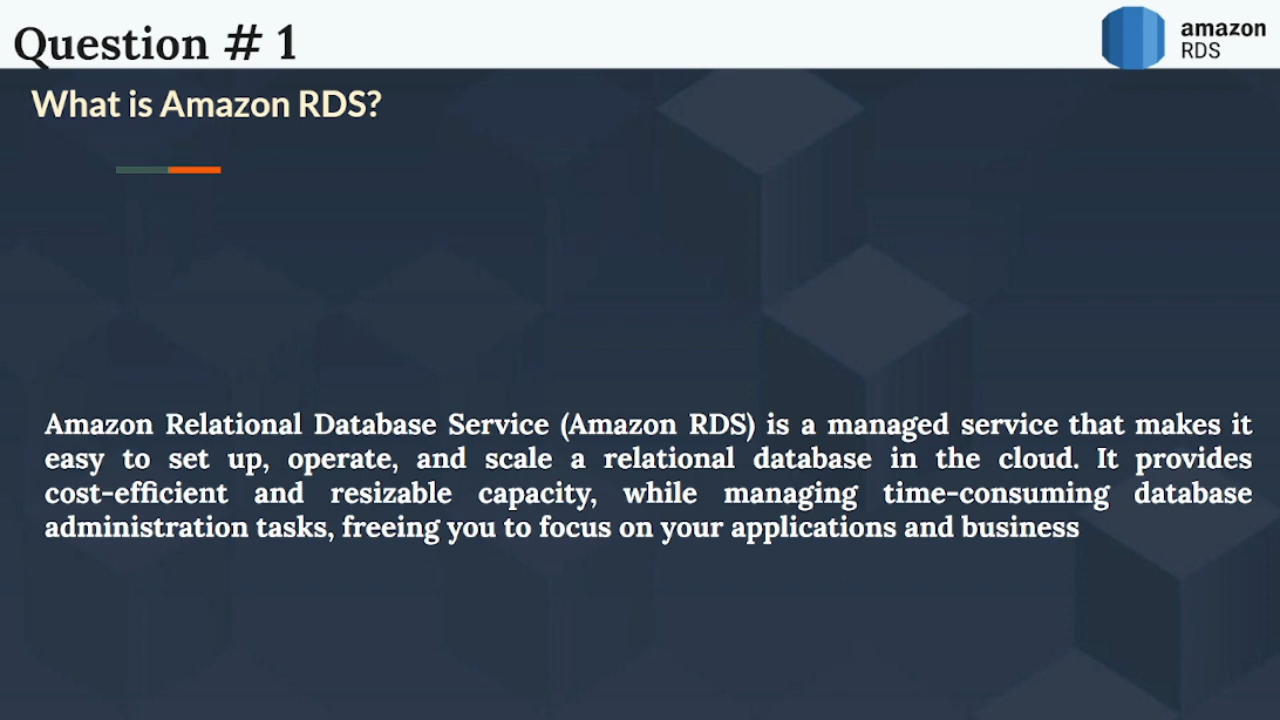 Question # 1
amazon
RDS
What is Amazon RDS?
Amazon Relational Database Service (Amazon RDS) is a managed service that makes it
easy to set up, operate, and scale a relational database in the cloud. It provides
cost-efficient and resizable capacity, while managing time-consuming database
administration tasks, freeing you to focus on your applications and business